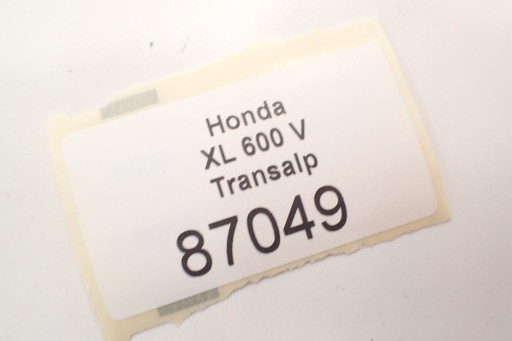 Honda
XL 600 V
Transalp
87049